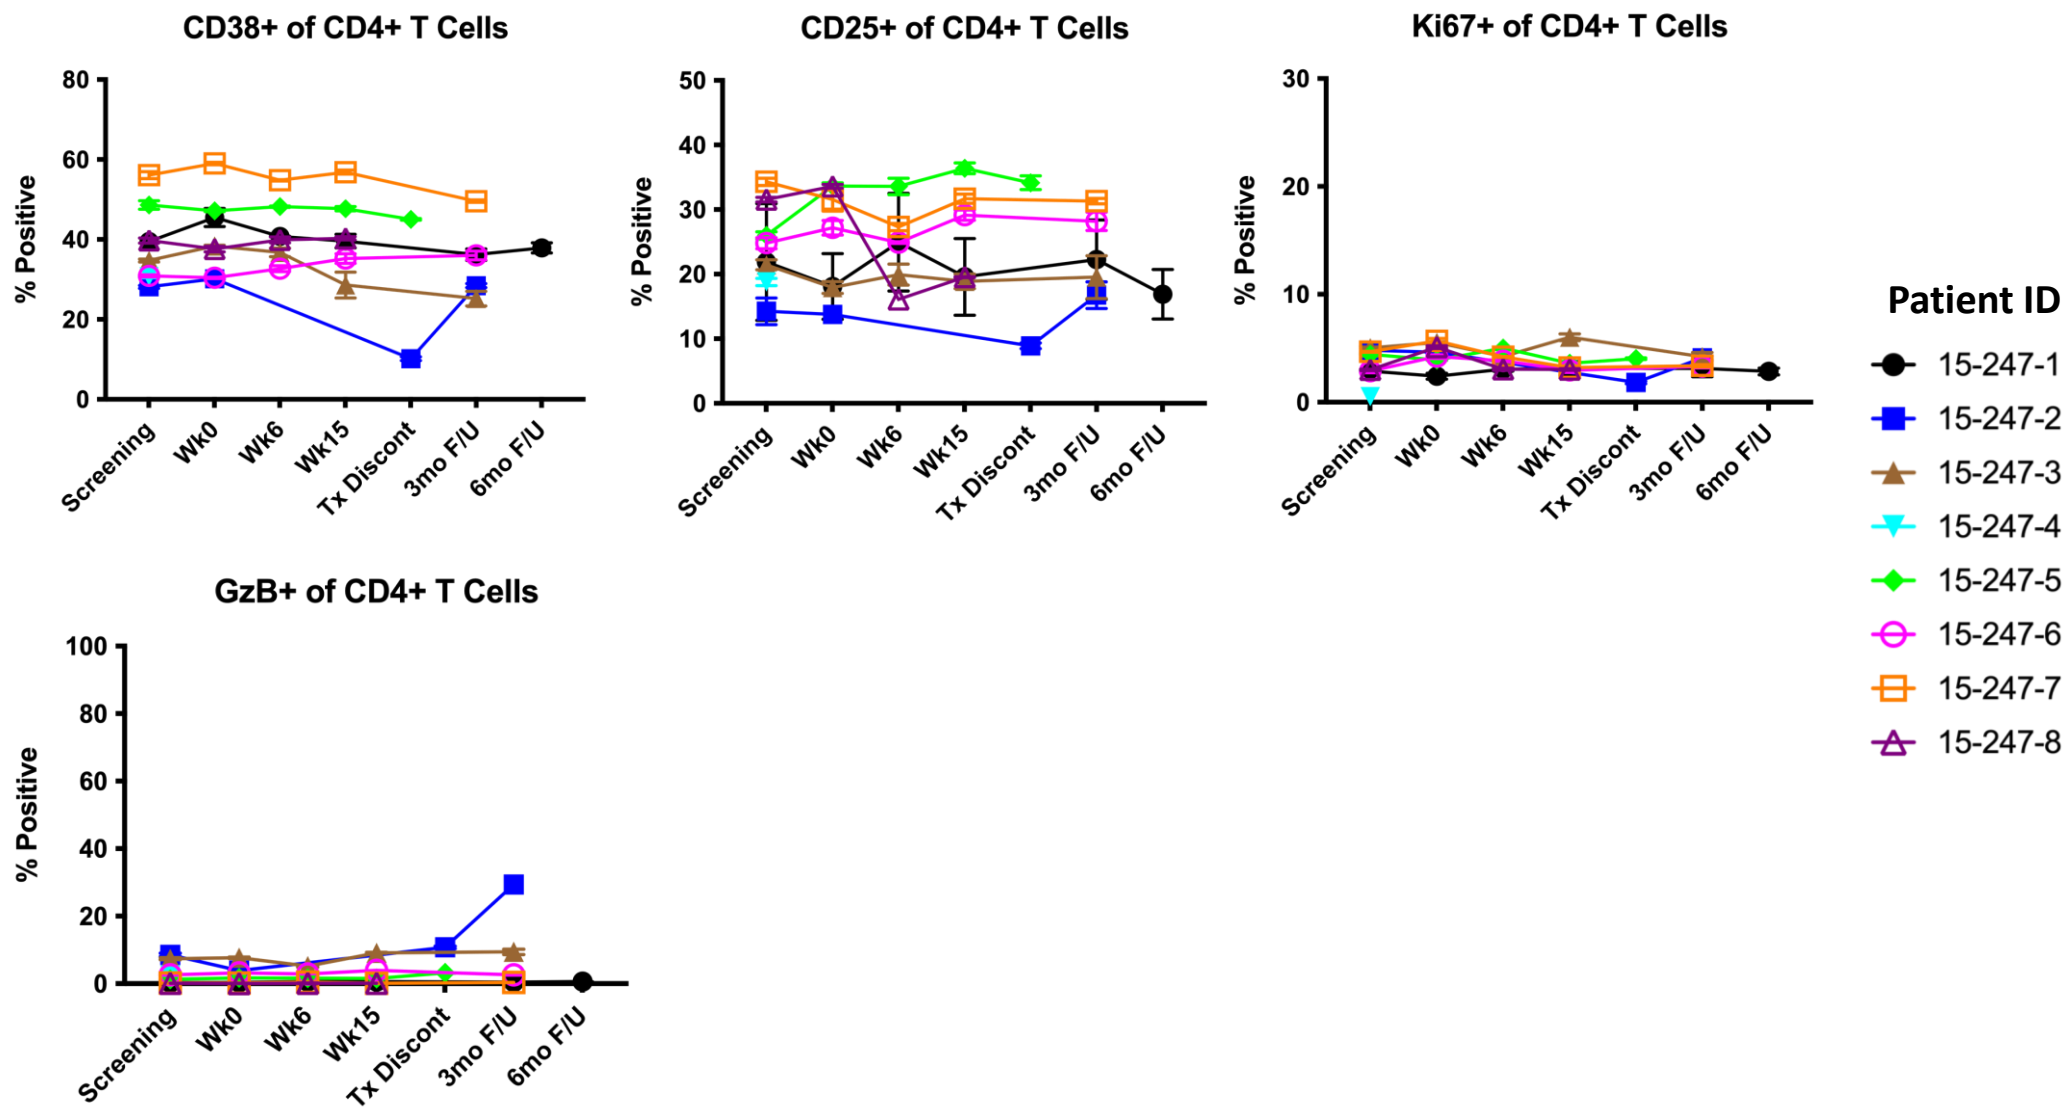 CD38+ of CD4+ T Cells
% Positive
80
60
40
20
0
Screening
Wk0
Wk6
Wk15
Tx Discont
3mo F/U
6mo F/U
CD25+ of CD4+ T Cells
% Positive
50
40
30
20
10
0
Screening
Wk0
Wk6
Wk15
Tx Discont
3mo F/U
6mo F/U
Ki67+ of CD4+ T Cells
% Positive
30
20
10
0
Screening
Wk0
Wk6
Wk15
Tx Discont
3mo F/U
6mo F/U
Patient ID
15-247-1
15-247-2
15-247-3
15-247-4
15-247-5
15-247-6
15-247-7
15-247-8
GzB+ of CD4+ T Cells
% Positive
100
80
60
40
20
0
Screening
Wk0
Wk6
Wk15
Tx Discont
3mo F/U
6mo F/U